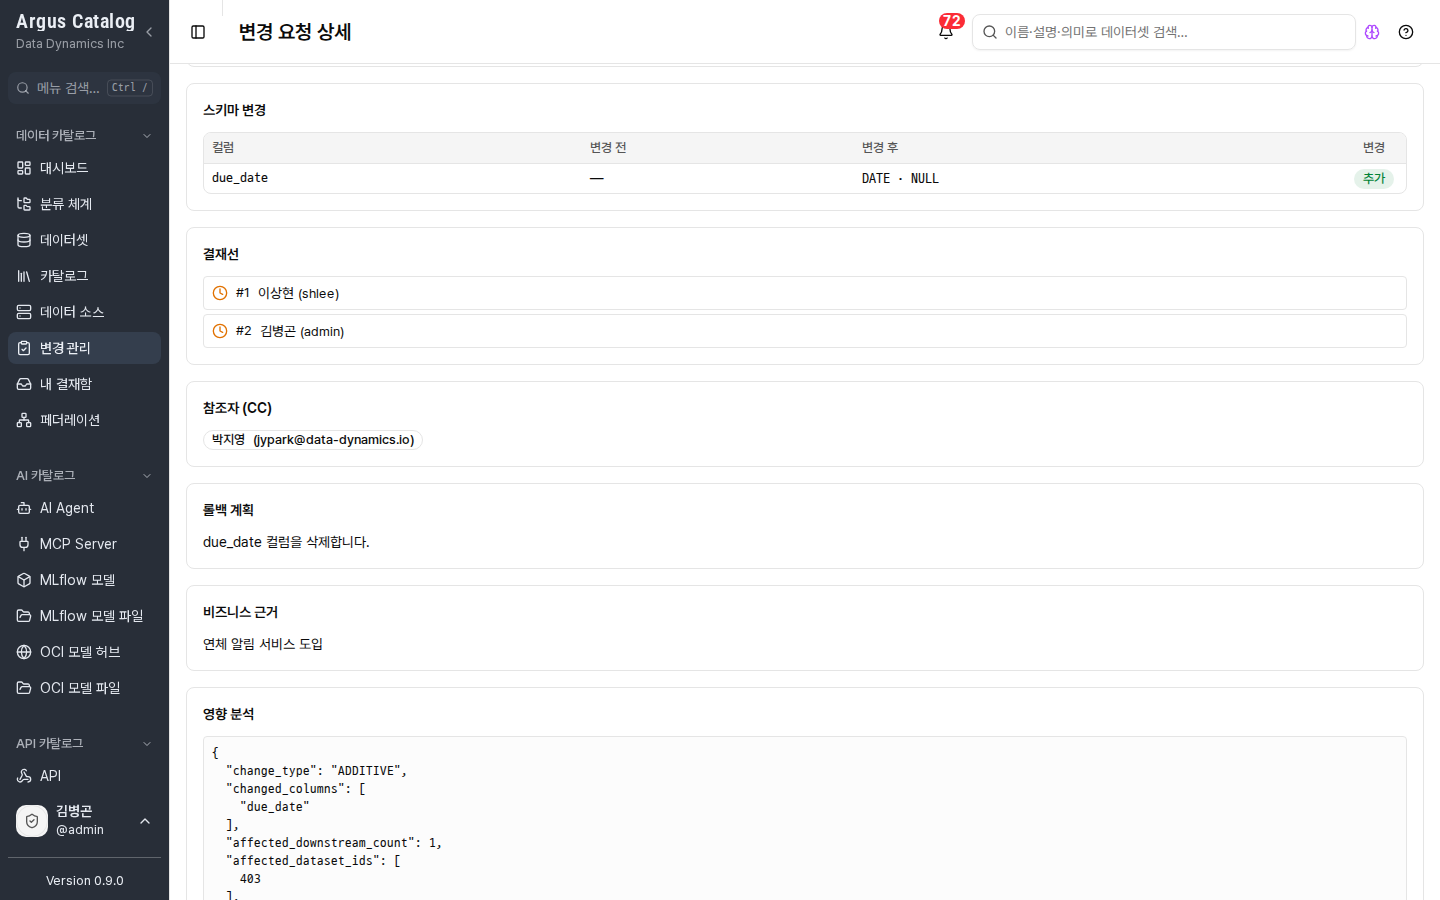 Argus Catalog
Data Dynamics Inc
메뉴 검색... Ctrl /
데이터 카탈로그
대시보드
분류 체계
데이터셋
카탈로그
데이터 소스
변경 관리
내 결재함
페더레이션
AI 카탈로그
AI Agent
MCP Server
MLflow 모델
MLflow 모델 파일
OCI 모델 허브
OCI 모델 파일
API 카탈로그
API
김병곤
@admin
Version 0.9.0
변경 요청 상세
72
이름·설명·의미로 데이터셋 검색...
스키마 변경
컬럼 변경 전 변경 후 변경
due_date — DATE · NULL 추가
결재선
#1 이상현 (shlee)
#2 김병곤 (admin)
참조자 (CC)
박지영 (jypark@data-dynamics.io)
롤백 계획
due_date 컬럼을 삭제합니다.
비즈니스 근거
연체 알림 서비스 도입
영향 분석
{
"change_type": "ADDITIVE",
"changed_columns": [
"due_date"
],
"affected_downstream_count": 1,
"affected_dataset_ids": [
403
],